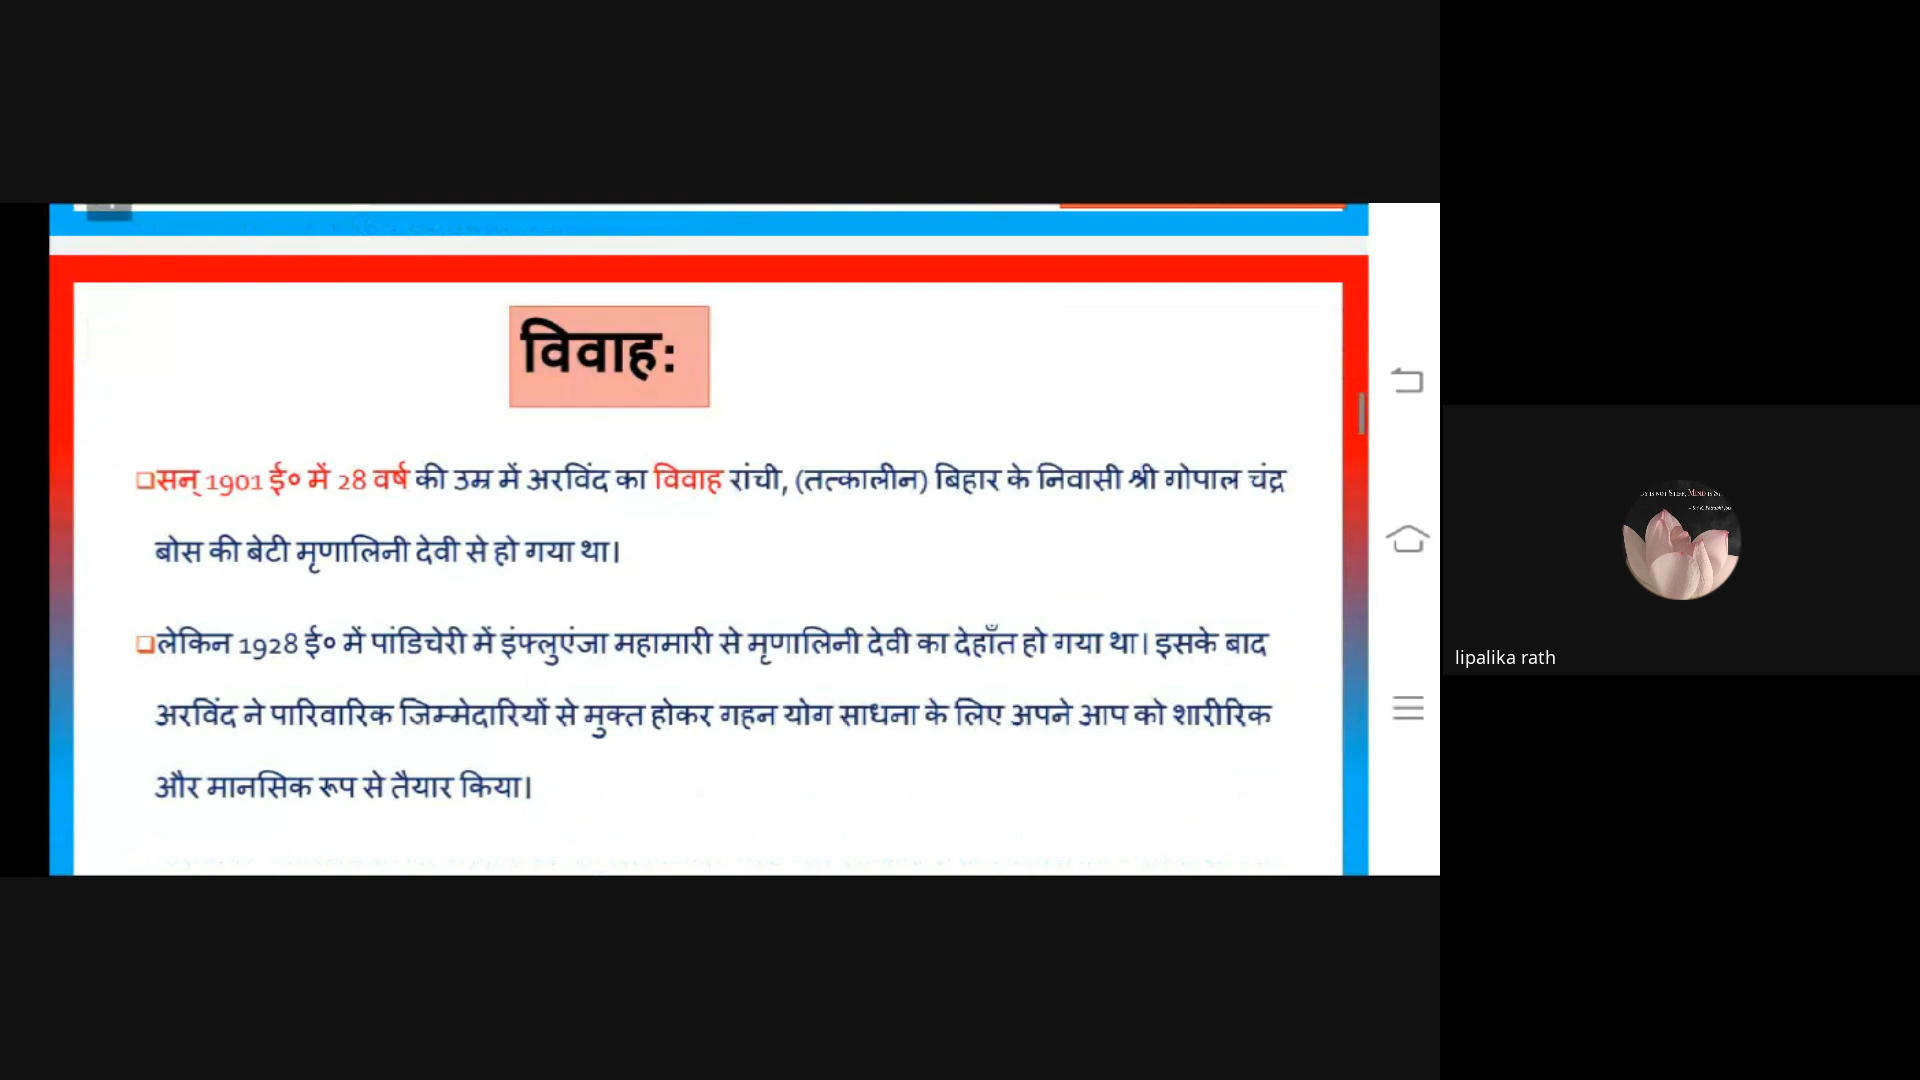 विवाह:
सन् 1901 ई० में 28 वर्ष की उम्र में अरविंद का विवाह रांची, (तत्कालीन) बिहार के निवासी श्री गोपाल चंद्र
बोस की बेटी मृणालिनी देवी से हो गया था।
लेकिन 1928 ई० में पांडिचेरी में इंफ्लुएंजा महामारी से मृणालिनी देवी का देहाँत हो गया था। इसके बाद
अरविंद ने पारिवारिक जिम्मेदारियों से मुक्त होकर गहन योग साधना के लिए अपने आप को शारीरिक
और मानसिक रूप से तैयार किया।
lipalika rath